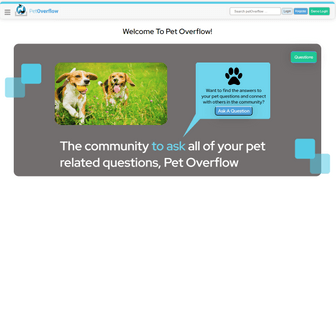 PetOverflow
Search petOverflow
Login
Register
Welcome To Pet Overflow!
Questions
Want to find the answers to
your pet questions and connect
with others in the community?
Ask A Question
The community to ask all of your pet
related questions, Pet Overflow